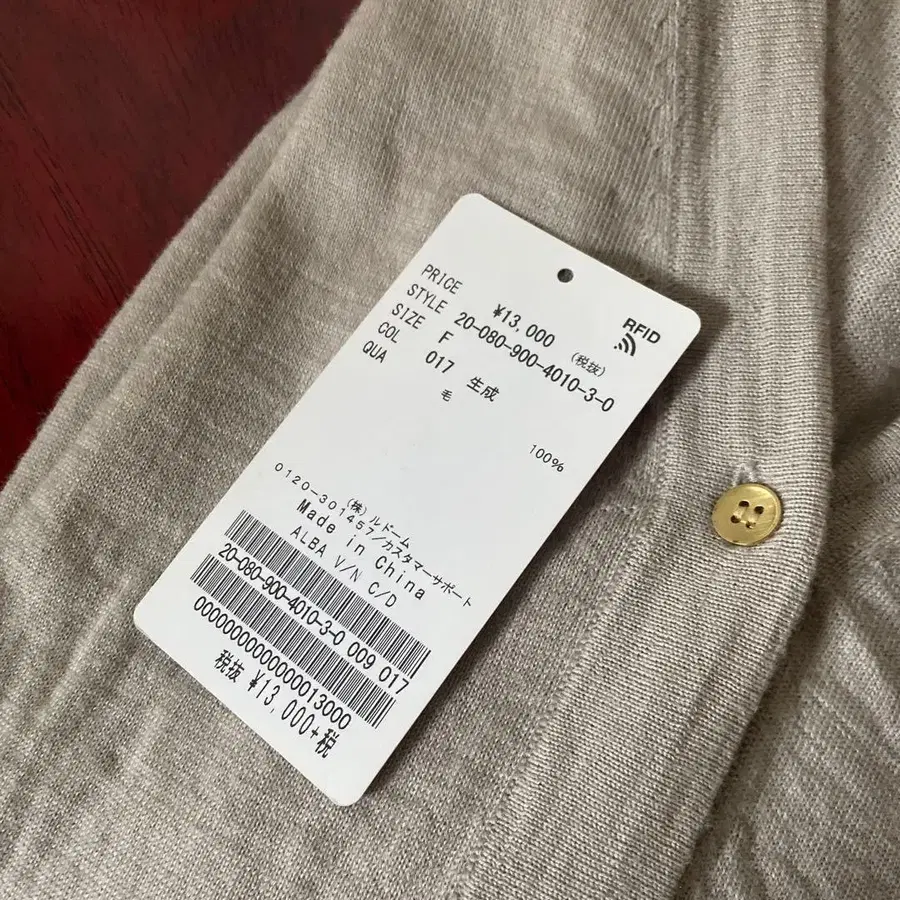 RFID
PRICE ¥13,000 (税抜)
STYLE 20-080-900-4010-3-0
SIZE F
COL 017 生成
QUA 毛 100%
(株)ルドーム
0120-301457/カスタマーサポート
Made in China
ALBA V/N C/D
20-080-900-4010-3-0 009 017
0000000000000013000
税抜 ¥13,000+税